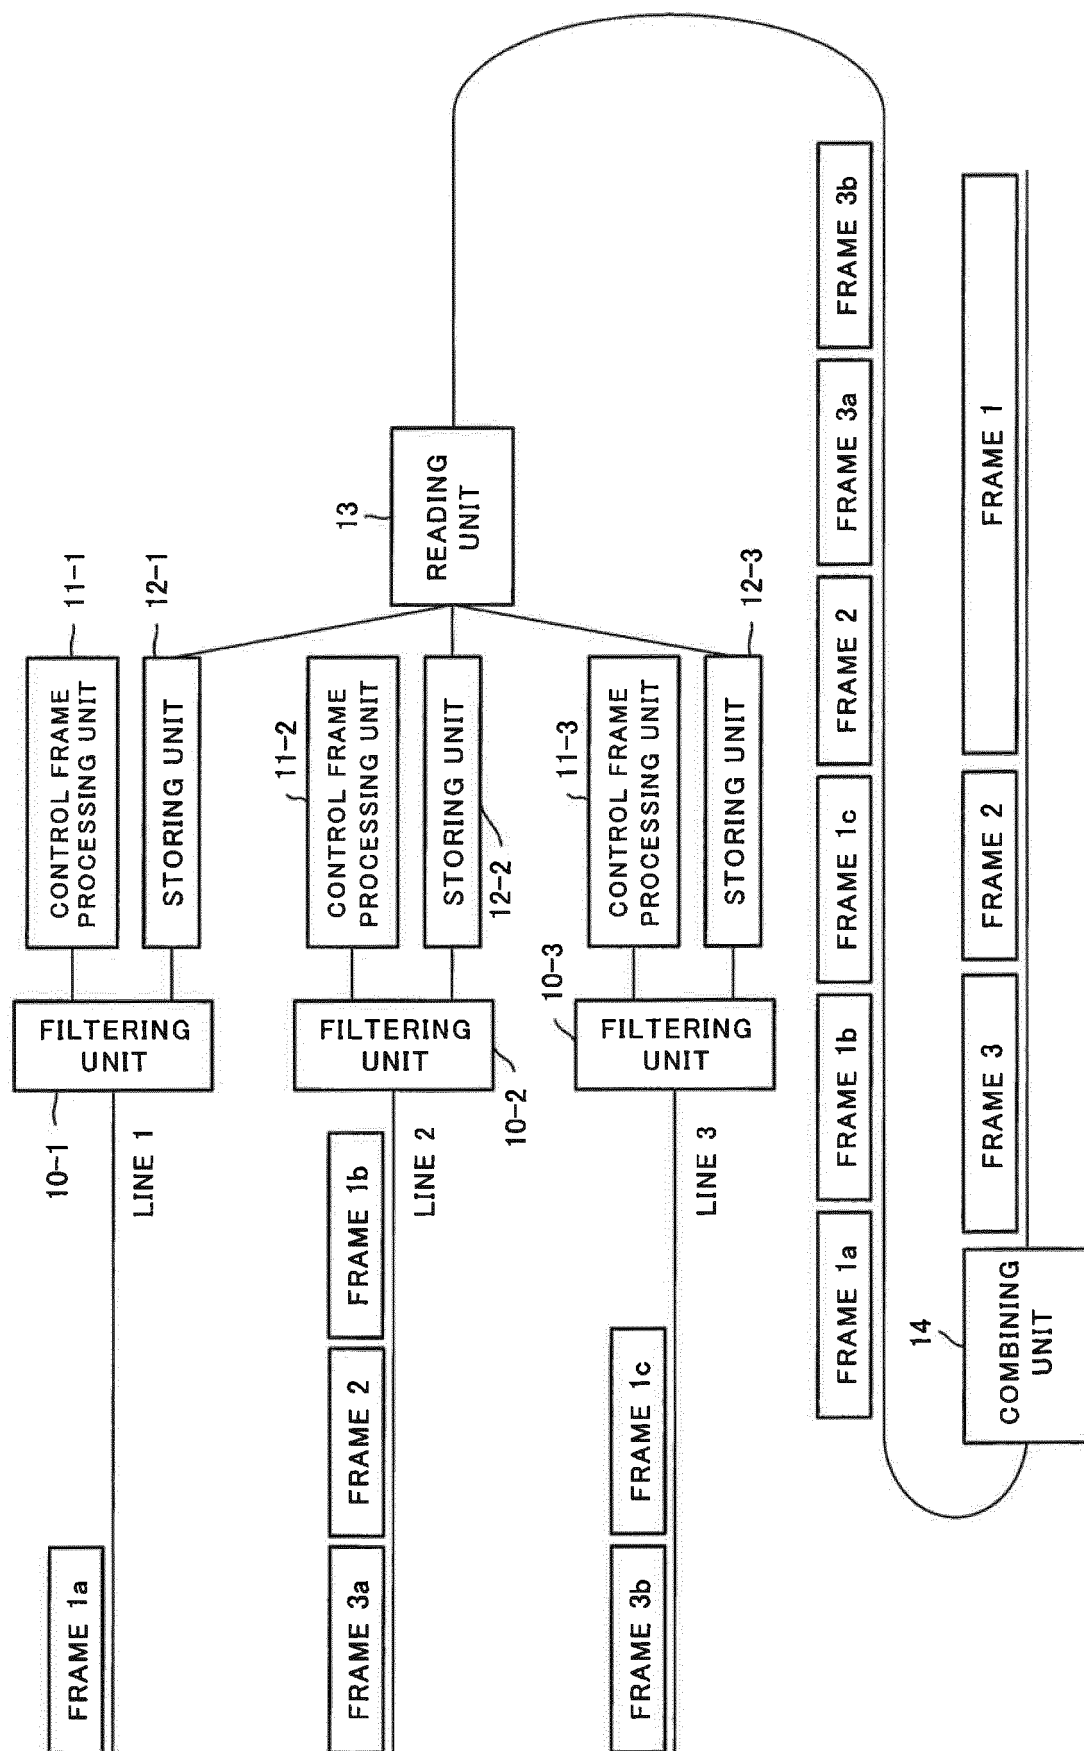 FRAME 1a
10-1
LINE 1
FILTERING
UNIT
CONTROL FRAME
PROCESSING UNIT
11-1
STORING UNIT
12-1
FRAME 3a
FRAME 2
FRAME 1b
LINE 2
FILTERING
UNIT
10-2
CONTROL FRAME
PROCESSING UNIT
11-2
STORING UNIT
12-2
FRAME 3b
FRAME 1c
LINE 3
FILTERING
UNIT
10-3
CONTROL FRAME
PROCESSING UNIT
11-3
STORING UNIT
12-3
13
READING
UNIT
FRAME 1a
FRAME 1b
FRAME 1c
FRAME 2
FRAME 3a
FRAME 3b
14
COMBINING
UNIT
FRAME 3
FRAME 2
FRAME 1